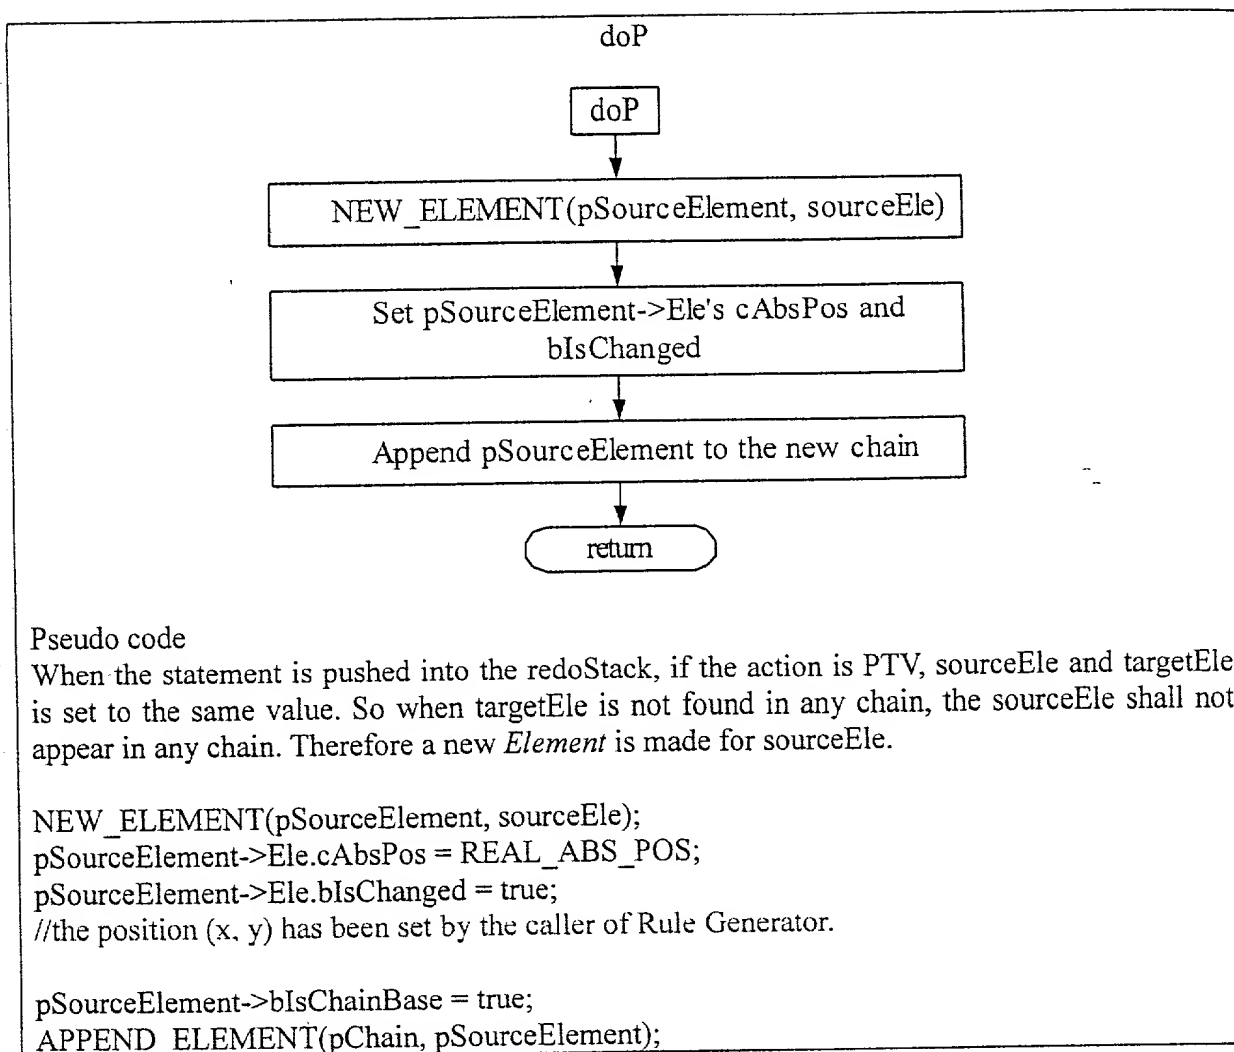 doP
doP
NEW_ELEMENT(pSourceElement, sourceEle)
Set pSourceElement->Ele's cAbsPos and
bIsChanged
Append pSourceElement to the new chain
return
Pseudo code
When the statement is pushed into the redoStack, if the action is PTV, sourceEle and targetEle
is set to the same value. So when targetEle is not found in any chain, the sourceEle shall not
appear in any chain. Therefore a new Element is made for sourceEle.
NEW_ELEMENT(pSourceElement, sourceEle);
pSourceElement->Ele.cAbsPos = REAL_ABS_POS;
pSourceElement->Ele.bIsChanged = true;
//the position (x, y) has been set by the caller of Rule Generator.
pSourceElement->bIsChainBase = true;
APPEND_ELEMENT(pChain, pSourceElement);